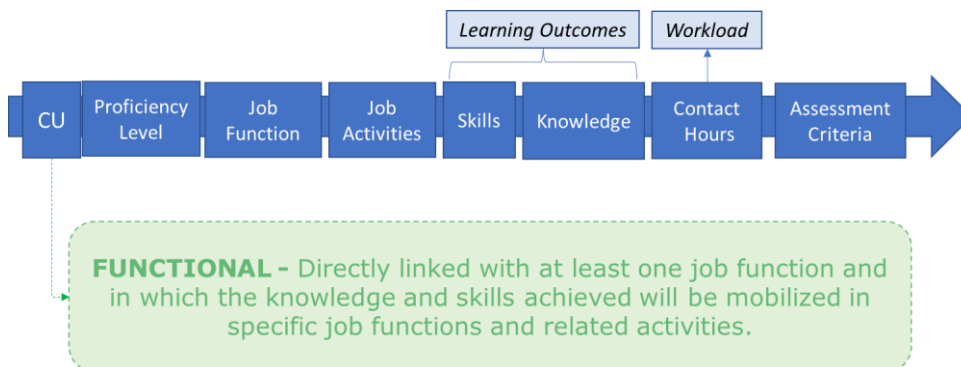 Learning Outcomes
Workload
CU
Proficiency
Level
Job
Function
Job
Activities
Skills
Knowledge
Contact
Hours
Assessment
Criteria
FUNCTIONAL - Directly linked with at least one job function and
in which the knowledge and skills achieved will be mobilized in
specific job functions and related activities.